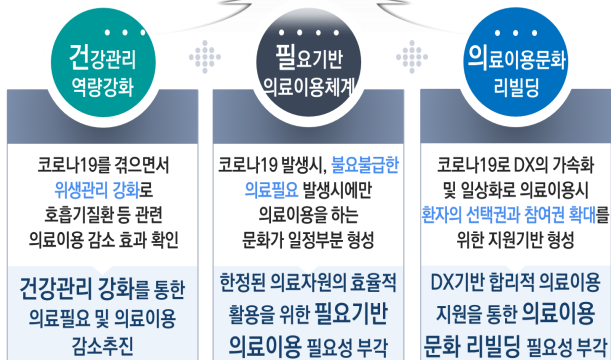 건강관리
역량강화
코로나19를 겪으면서
위생관리 강화로
호흡기질환 등 관련
의료이용 감소 효과 확인
건강관리 강화를 통한
의료필요 및 의료이용
감소추진
필요기반
의료이용체계
코로나19 발생시, 불요불급한
의료필요 발생시에만
의료이용을 하는
문화가 일정부분 형성
한정된 의료자원의 효율적
활용을 위한 필요기반
의료이용 필요성 부각
의료이용문화
리빌딩
코로나19로 DX의 가속화
및 일상화로 의료이용시
환자의 선택권과 참여권 확대를
위한 지원기반 형성
DX기반 합리적 의료이용
지원을 통한 의료이용
문화 리빌딩 필요성 부각